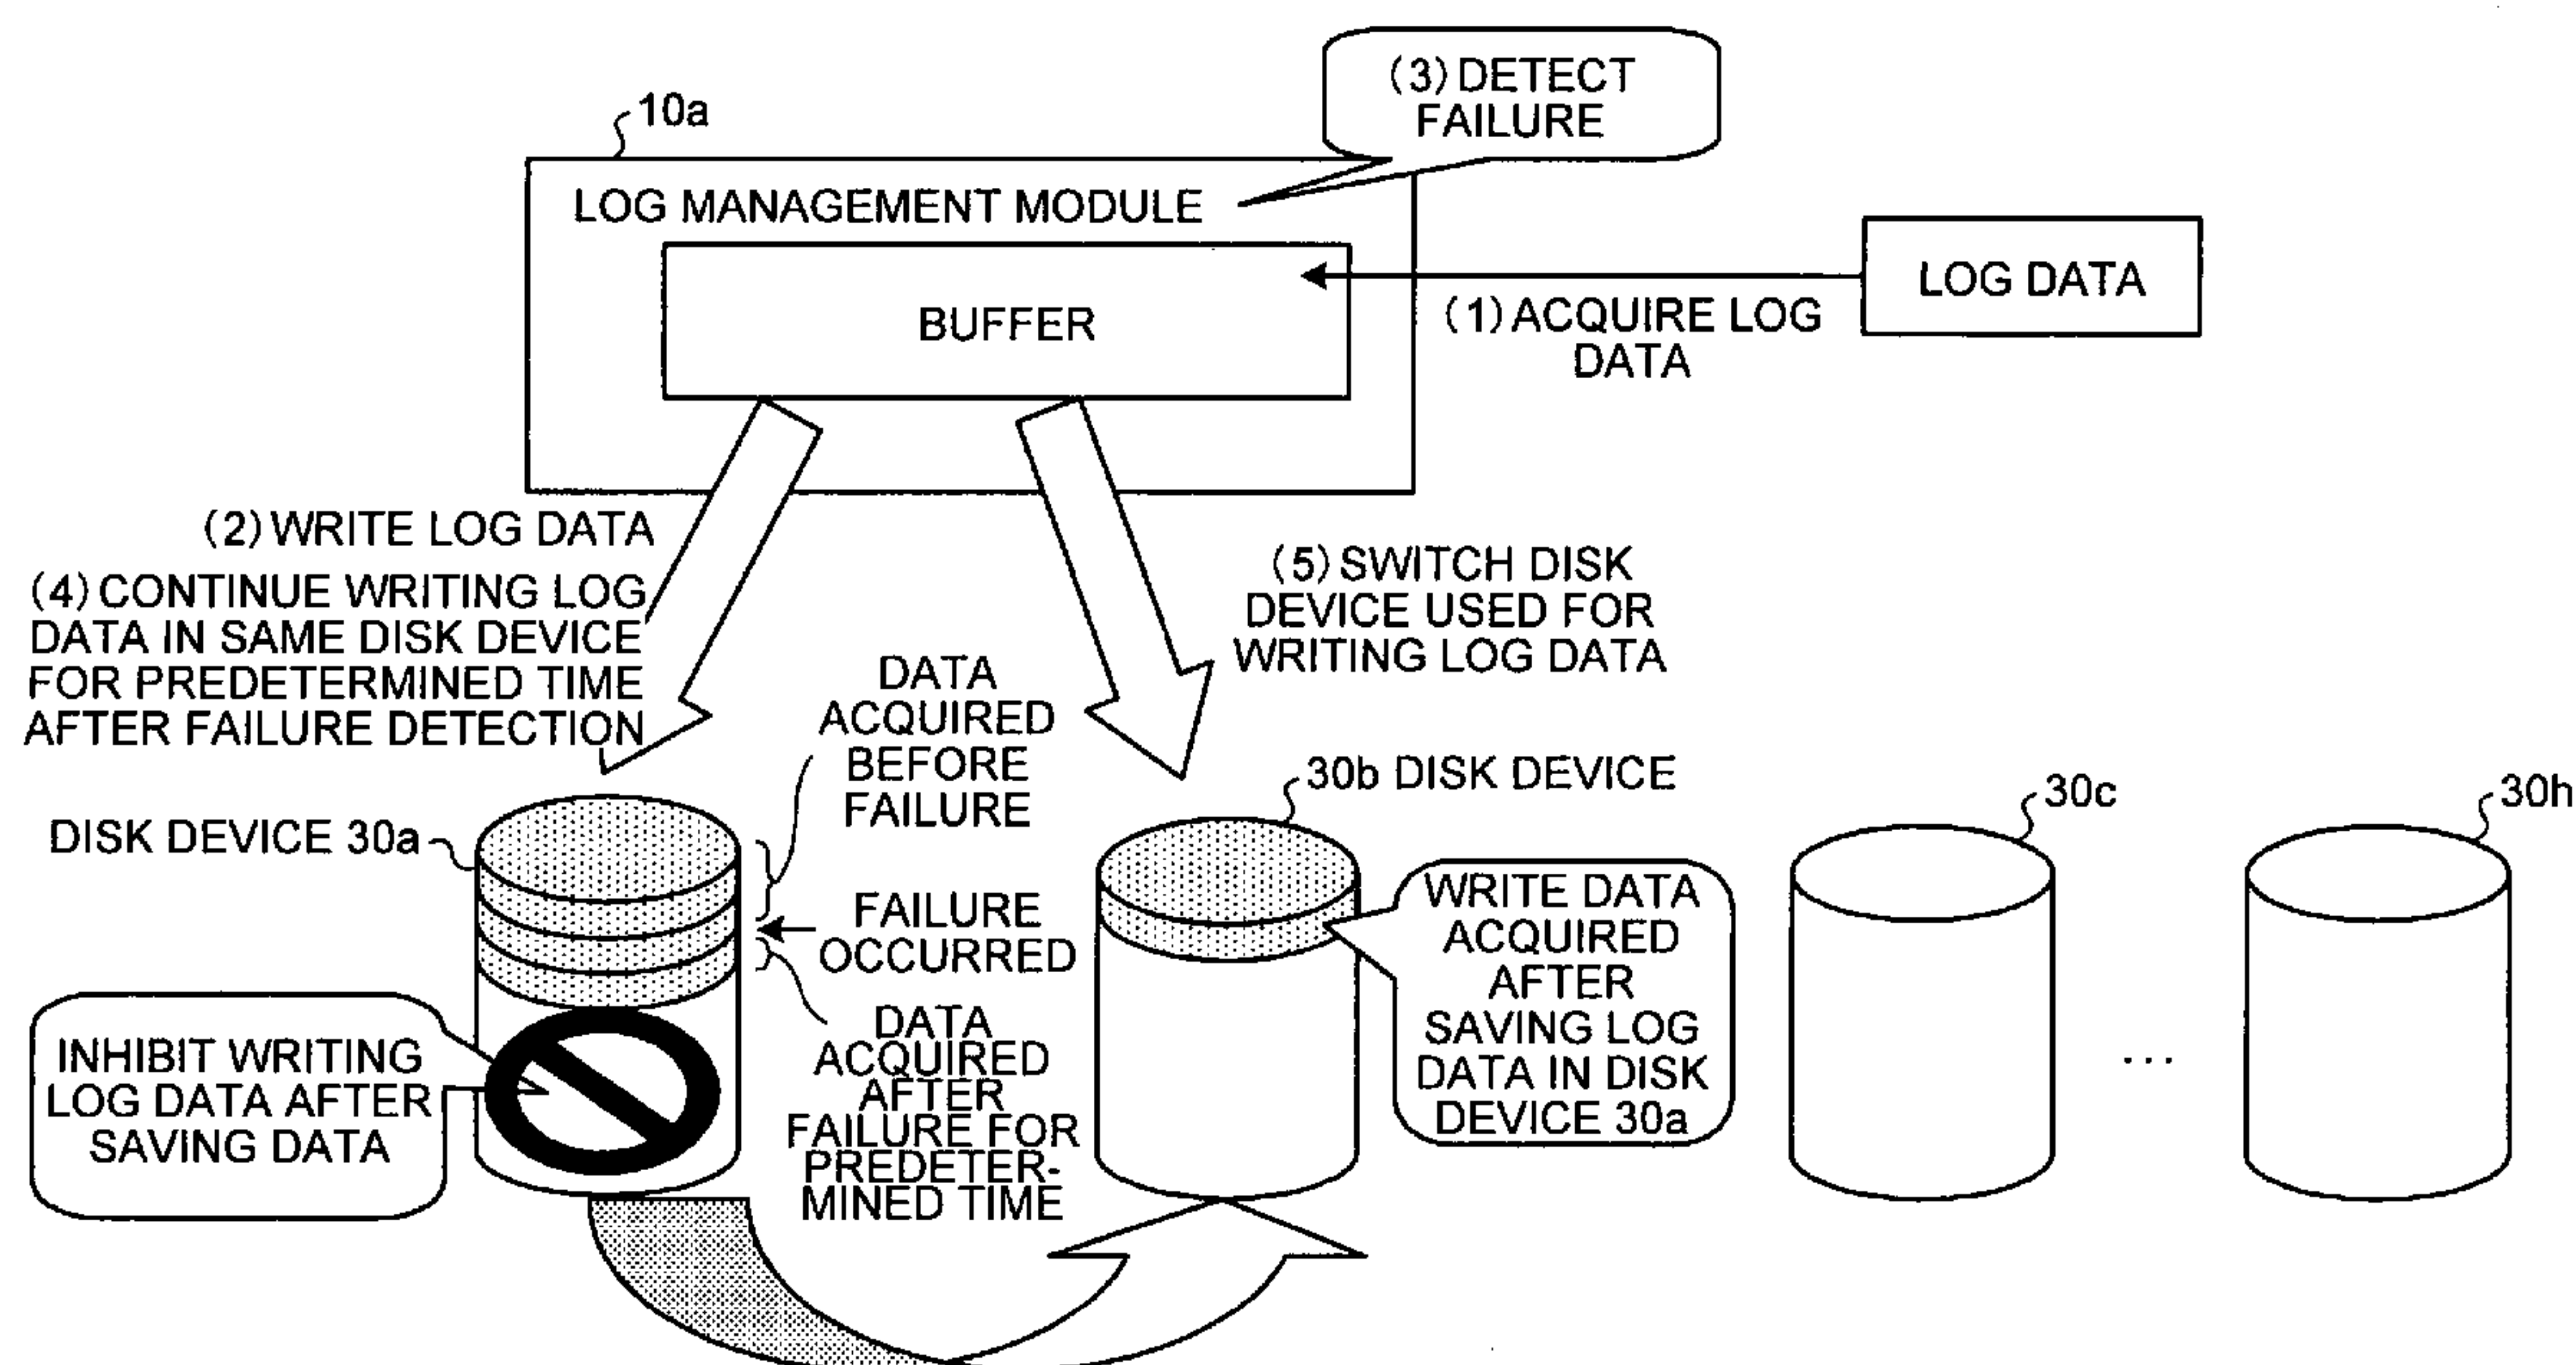 (3) DETECT
FAILURE
10a
LOG MANAGEMENT MODULE
BUFFER
LOG DATA
(1) ACQUIRE LOG
DATA
(2) WRITE LOG DATA
(4) CONTINUE WRITING LOG
DATA IN SAME DISK DEVICE
FOR PREDETERMINED TIME
AFTER FAILURE DETECTION
(5) SWITCH DISK
DEVICE USED FOR
WRITING LOG DATA
DATA
ACQUIRED
BEFORE
FAILURE
30b DISK DEVICE
30c
30h
DISK DEVICE 30a
FAILURE
OCCURRED
WRITE DATA
ACQUIRED
AFTER
SAVING LOG
DATA IN DISK
DEVICE 30a
DATA
ACQUIRED
AFTER
FAILURE FOR
PREDETER-
MINED TIME
INHIBIT WRITING
LOG DATA AFTER
SAVING DATA
...